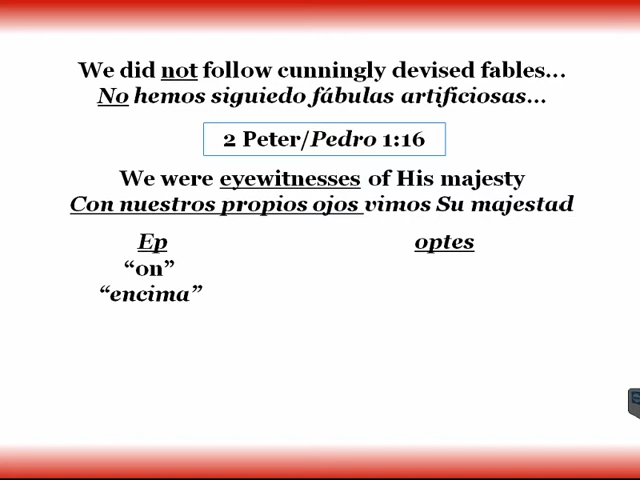 We did not follow cunningly devised fables...
No hemos siguiedo fábulas artificiosas...
2 Peter/Pedro 1:16
We were eyewitnesses of His majesty
Con nuestros propios ojos vimos Su majestad
Ep optes
“on”
“encima”